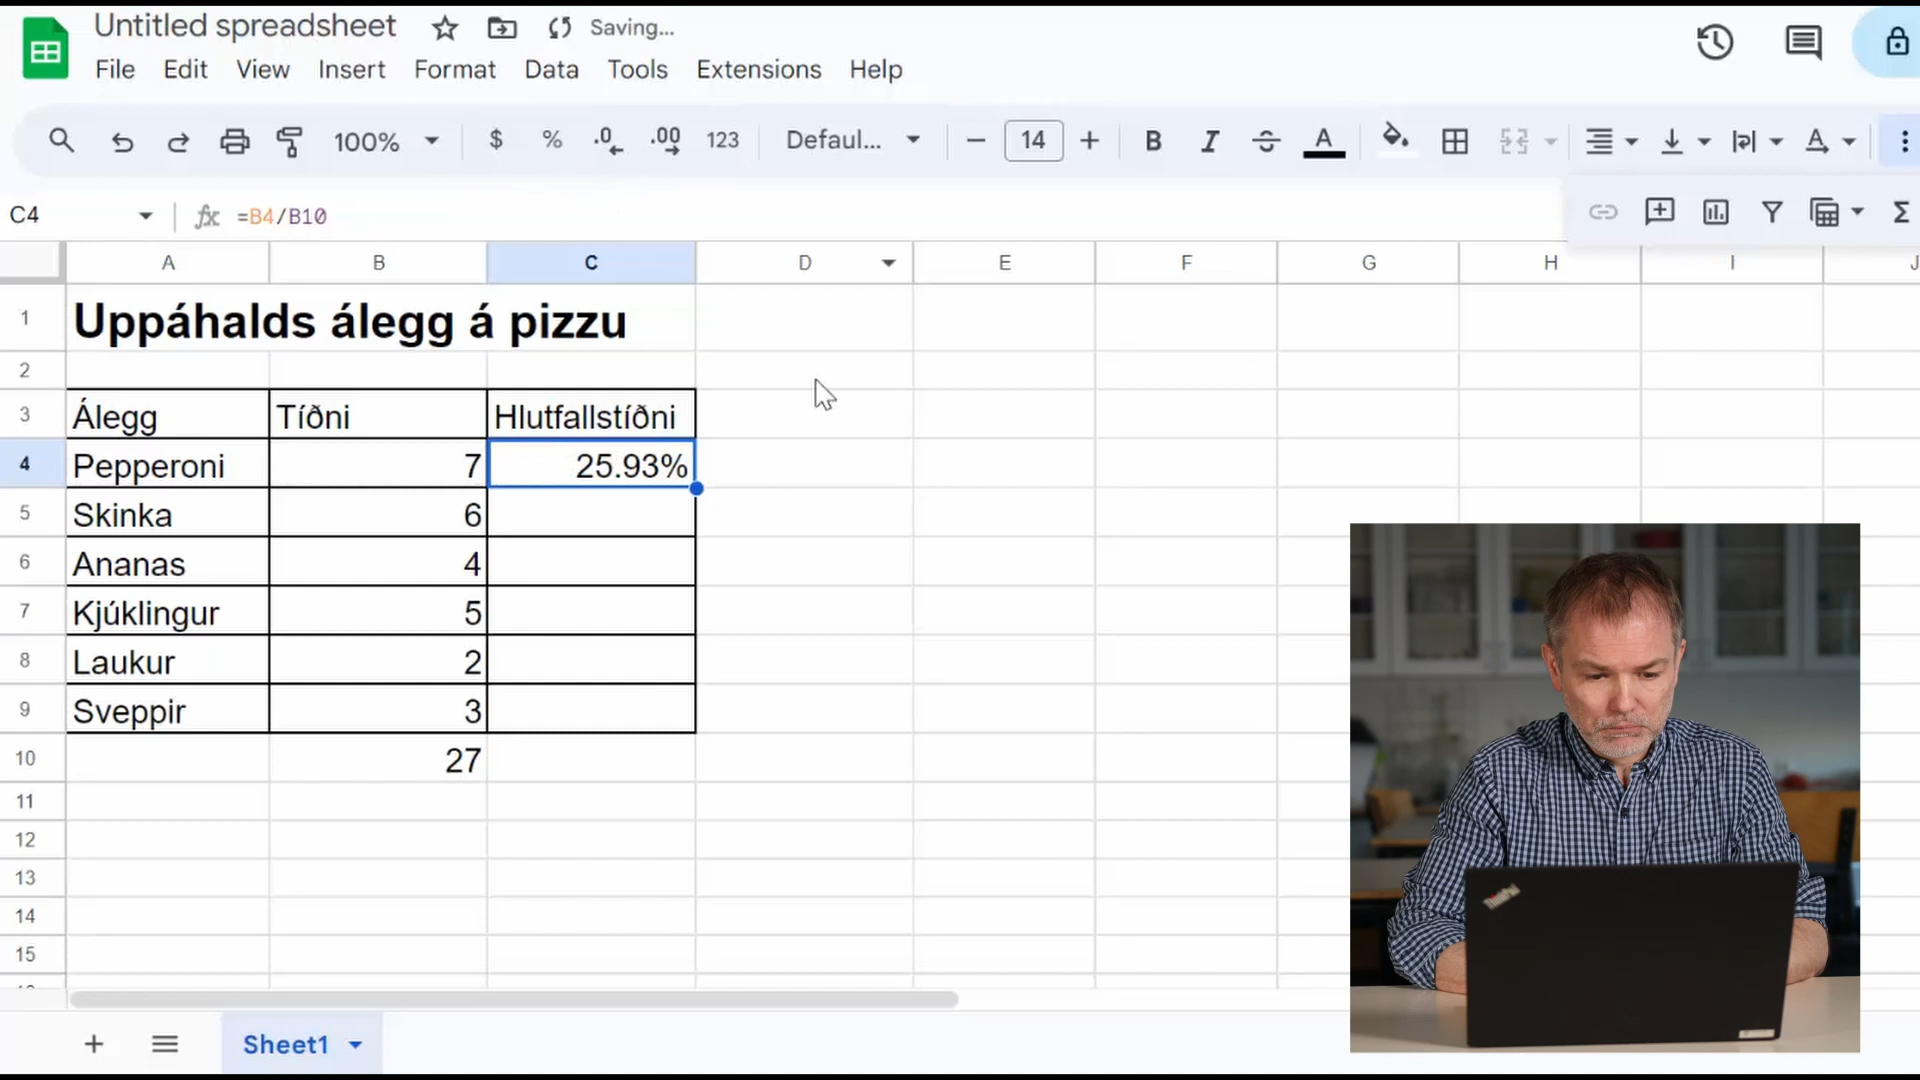 Untitled spreadsheet Saving...
File Edit View Insert Format Data Tools Extensions Help
100% $ % .0 .00 123 Defaul... 14 B I A A
C4 fx =B4/B10 Σ
A B C D E F G H I J
1 Uppáhalds álegg á pizzu
2
3 Álegg Tíðni Hlutfallstíðni
4 Pepperoni 7 25.93%
5 Skinka 6
6 Ananas 4
7 Kjúklingur 5
8 Laukur 2
9 Sveppir 3
10 27
11
12
13
14
15
Sheet1